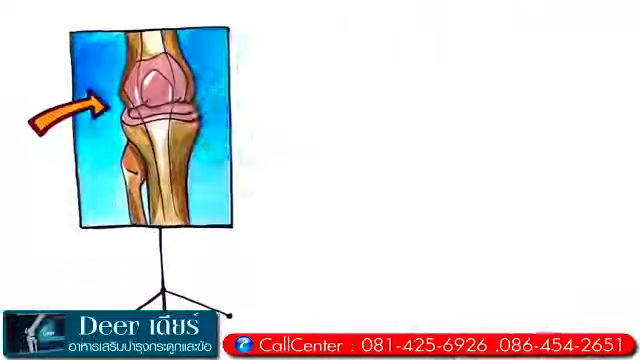 Deer เดียร์
อาหารเสริมบำรุงกระดูกและข้อ
CallCenter : 081-425-6926 ,086-454-2651